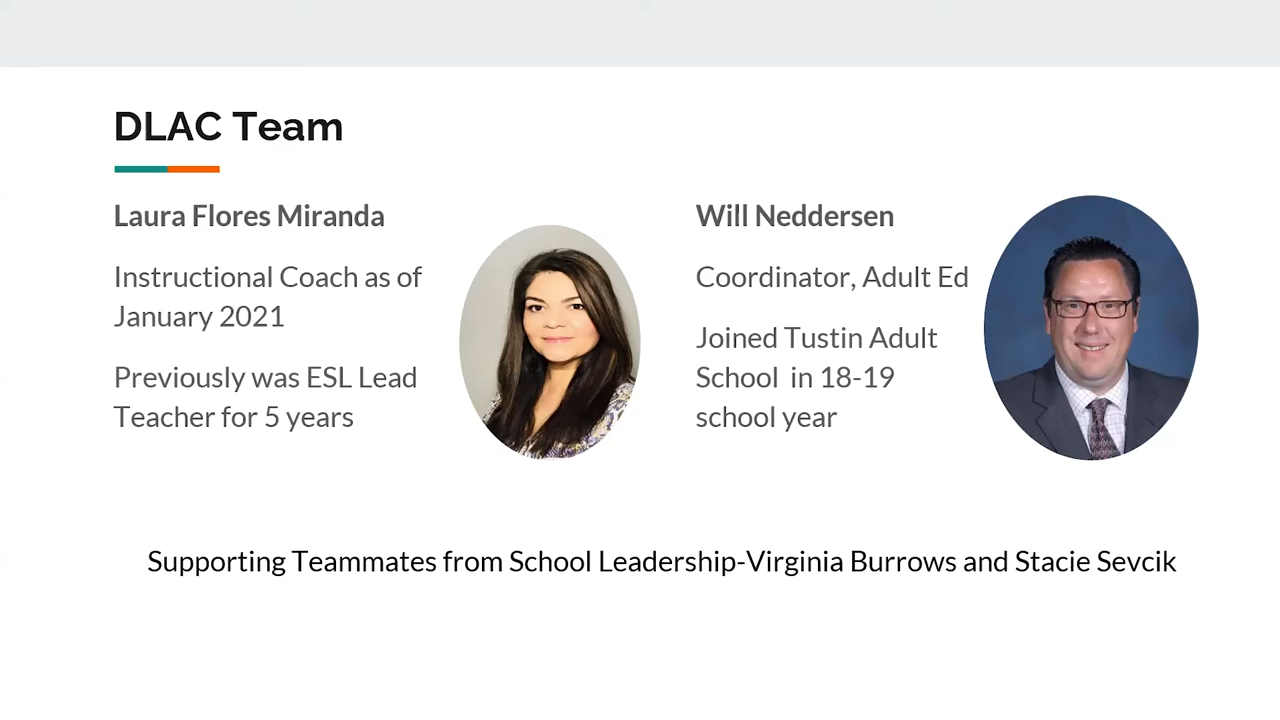 DLAC Team
Laura Flores Miranda
Instructional Coach as of
January 2021
Previously was ESL Lead
Teacher for 5 years
Will Neddersen
Coordinator, Adult Ed
Joined Tustin Adult
School in 18-19
school year
Supporting Teammates from School Leadership-Virginia Burrows and Stacie Sevcik